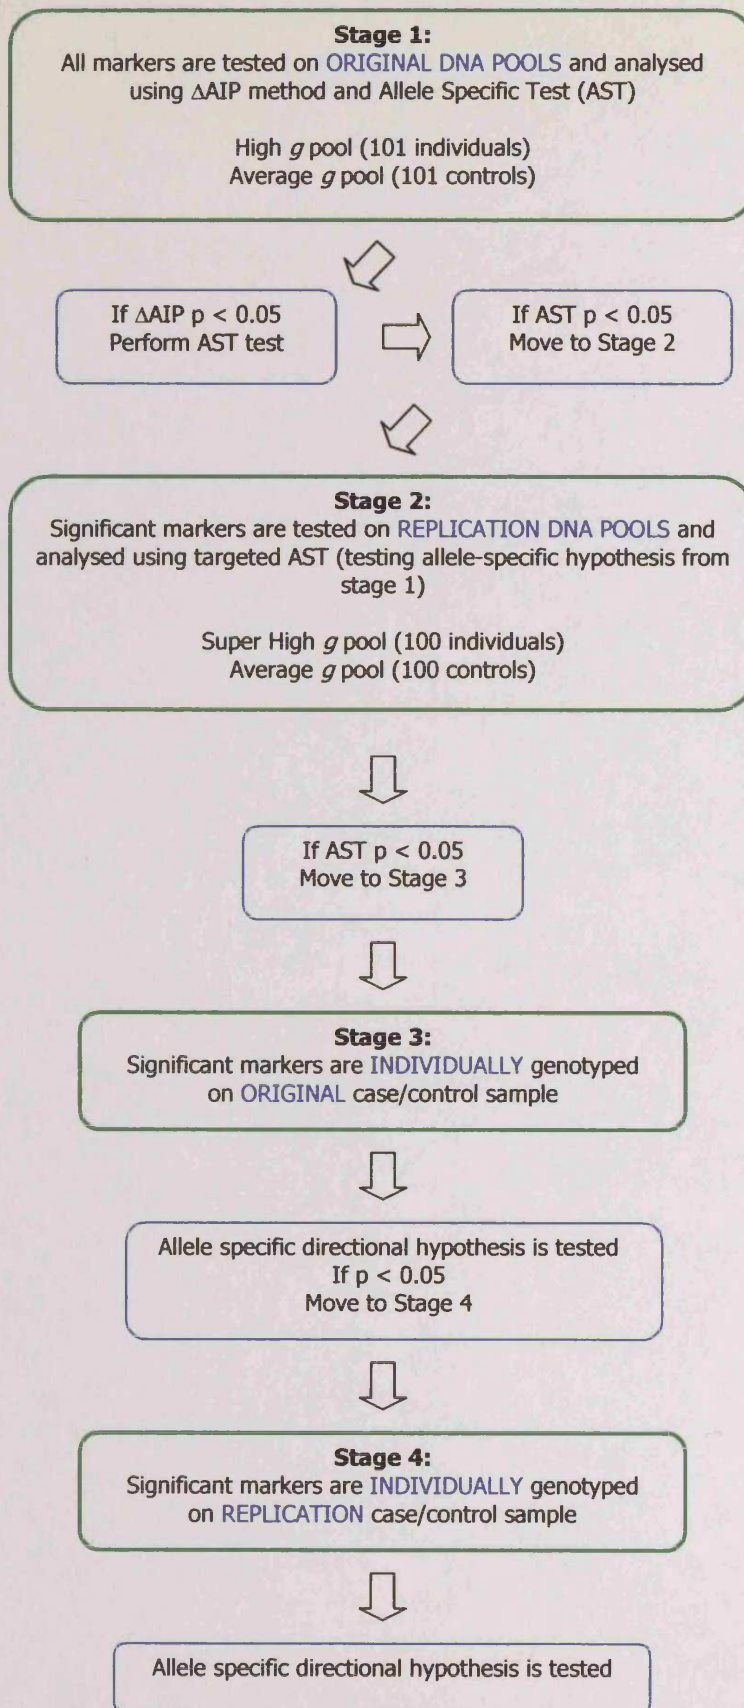 Stage 1:
All markers are tested on ORIGINAL DNA POOLS and analysed
using ΔAIP method and Allele Specific Test (AST)
High g pool (101 individuals)
Average g pool (101 controls)
If ΔAIP p < 0.05
Perform AST test
If AST p < 0.05
Move to Stage 2
Stage 2:
Significant markers are tested on REPLICATION DNA POOLS and
analysed using targeted AST (testing allele-specific hypothesis from
stage 1)
Super High g pool (100 individuals)
Average g pool (100 controls)
If AST p < 0.05
Move to Stage 3
Stage 3:
Significant markers are INDIVIDUALLY genotyped
on ORIGINAL case/control sample
Allele specific directional hypothesis is tested
If p < 0.05
Move to Stage 4
Stage 4:
Significant markers are INDIVIDUALLY genotyped
on REPLICATION case/control sample
Allele specific directional hypothesis is tested